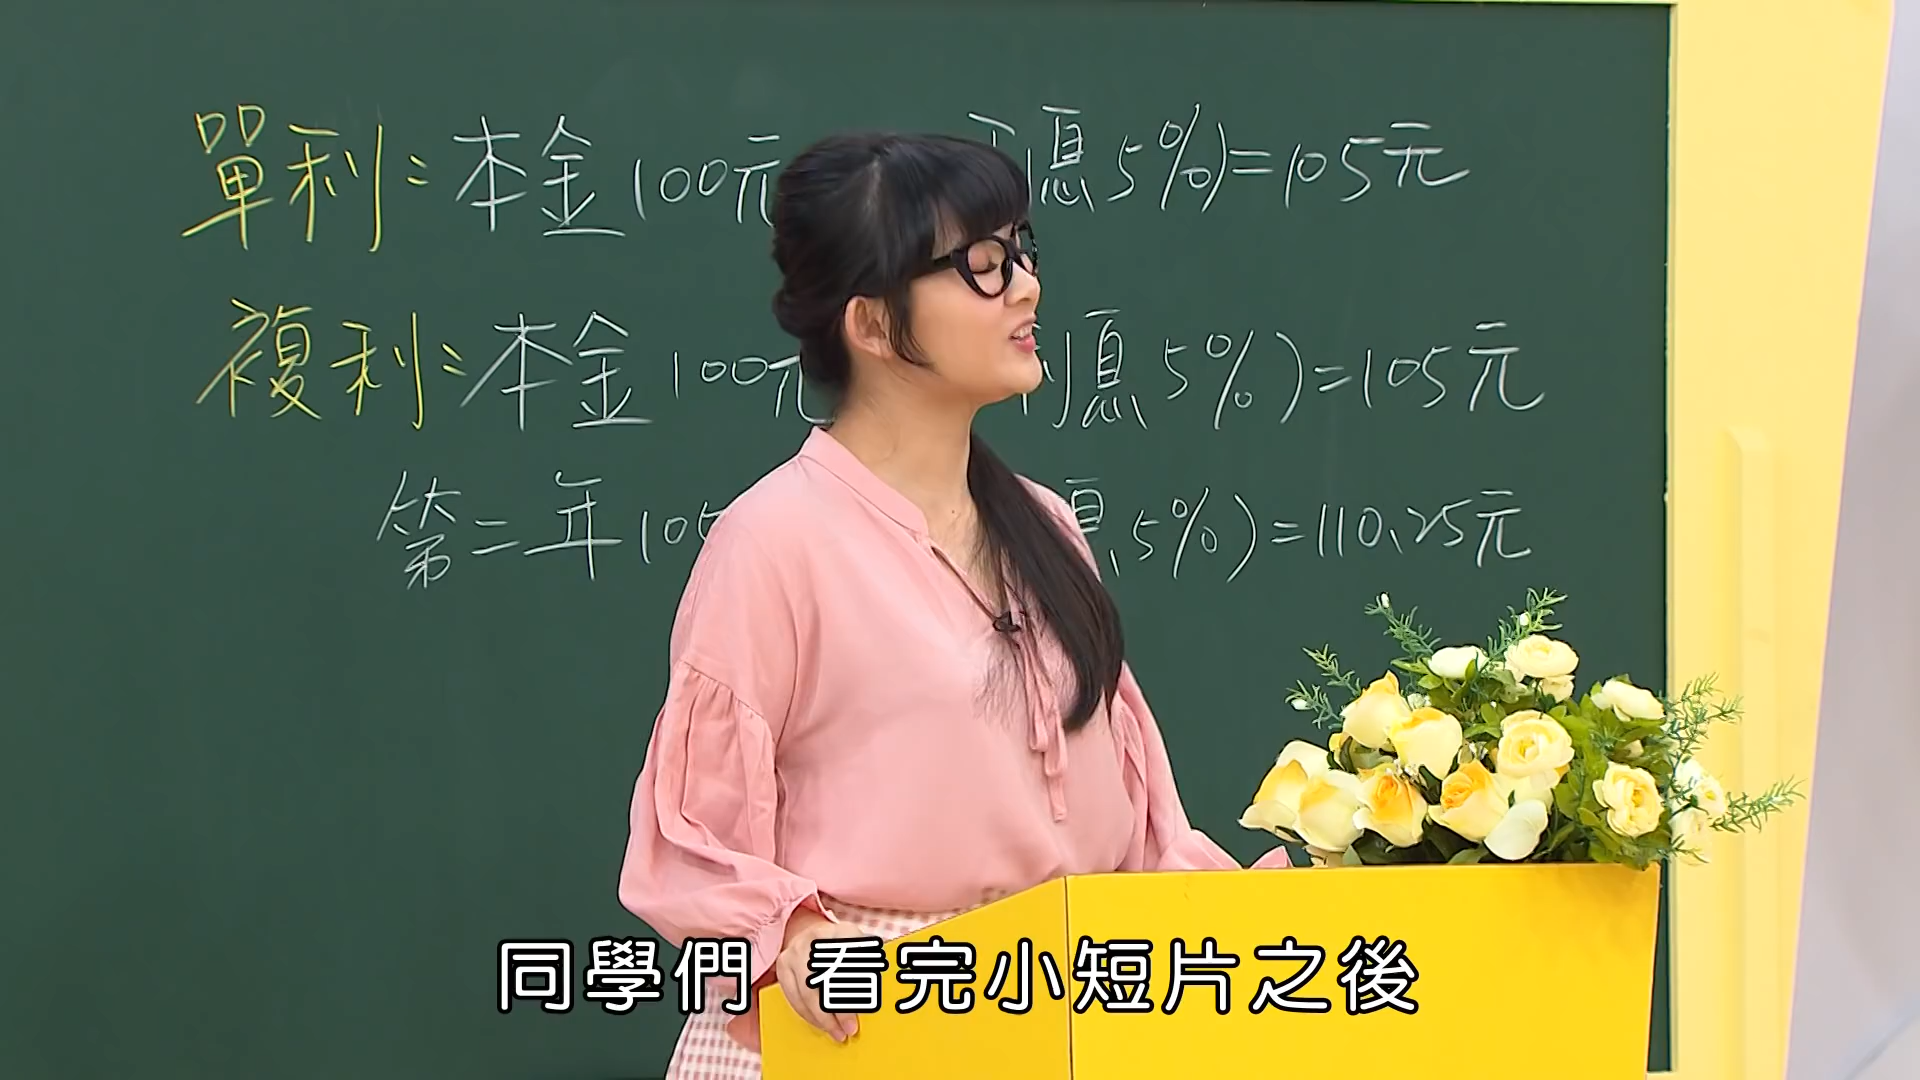 單利：本金100元 息5%)=105元
複利：本金100元 利息5%)=105元
第二年105 息5%)=110.25元
同學們 看完小短片之後